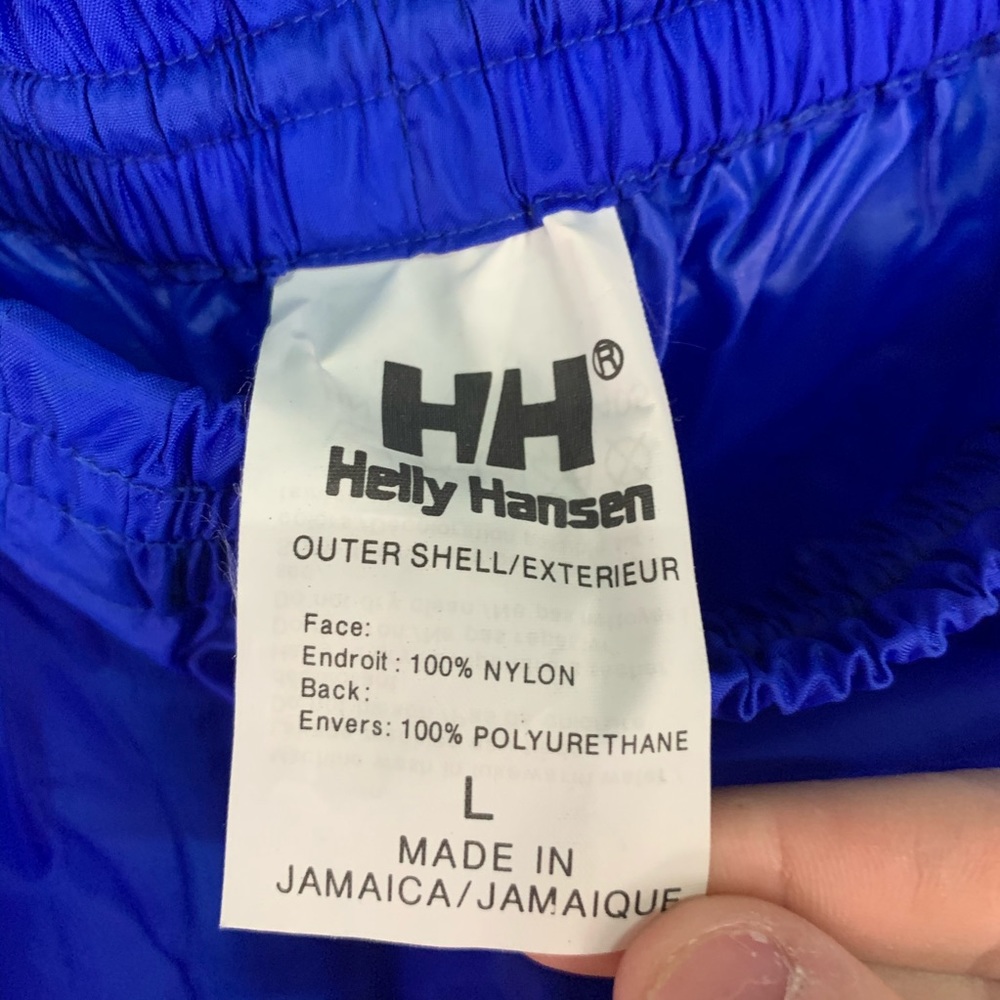 HH®
Helly Hansen
OUTER SHELL/EXTERIEUR
Face:
Endroit: 100% NYLON
Back:
Envers: 100% POLYURETHANE
L
MADE IN
JAMAICA/JAMAIQUE